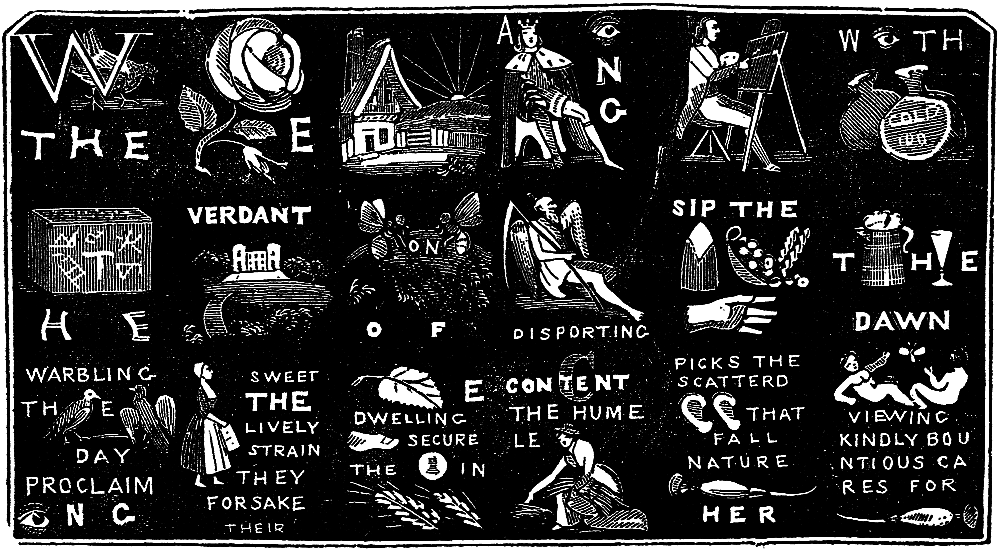 W
THE
E
A
N
G
W TH
GOLD
100
H E
VERDANT
ON
O F
DISPORTING
SIP THE
T H E
DAWN
WARBLING
TH E
DAY
PROCLAIM
N G
SWEET
THE
LIVELY
STRAIN
THEY
FORSAKE
THEIR
E
DWELLING
SECURE
THE IN
CONTENT
THE HUME
LE
PICKS THE
SCATTERD
THAT
FALL
NATURE
HER
VIEWING
KINDLY BOU
NTIOUS CA
RES FOR